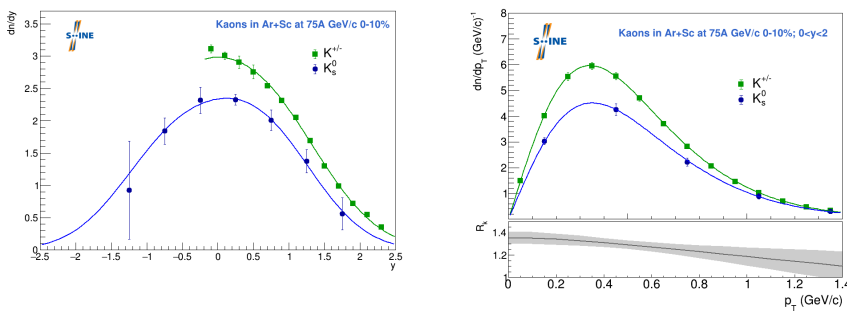 dn/dy
3.5
3
2.5
2
1.5
1
0.5
0
−2.5 −2 −1.5 −1 −0.5 0 0.5 1 1.5 2 2.5
y
S INE
Kaons in Ar+Sc at 75A GeV/c 0-10%
K+/-
K0s
dn/dpT (GeV/c)-1
8
7
6
5
4
3
2
1
S INE
Kaons in Ar+Sc at 75A GeV/c 0-10%; 0<y<2
K+/-
K0s
Rk
1.4
1.2
1
0 0.2 0.4 0.6 0.8 1 1.2 1.4
pT (GeV/c)